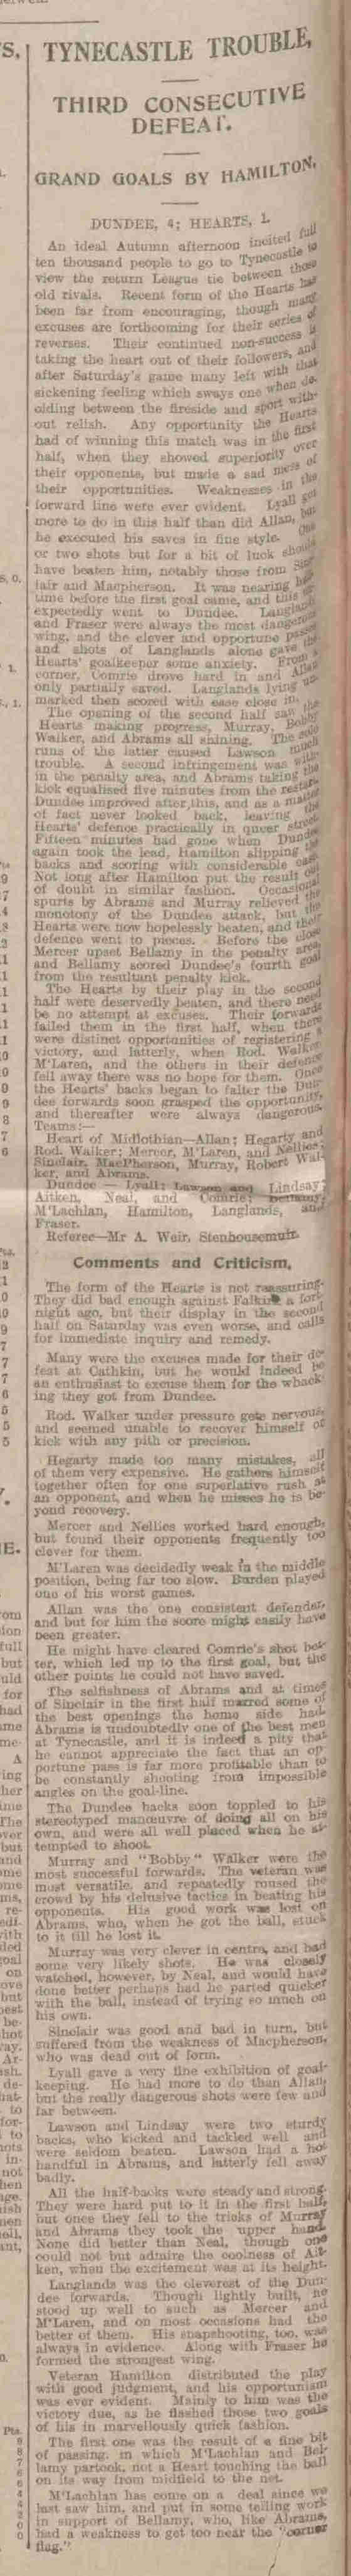 TYNECASTLE TROUBLE,
THIRD CONSECUTIVE
DEFEAT.
GRAND GOALS BY HAMILTON.
DUNDEE, 4; HEARTS, 1.
An ideal Autumn afternoon incited full
ten thousand people to go to Tynecastle to
view the return League tie between those
old rivals. Recent form of the Hearts has
been far from encouraging, though many
excuses are forthcoming for their series of
reverses. Their continued non-success is
taking the heart out of their followers, and
after Saturday's game many left with that
sickening feeling which sways one when de-
ciding between the fireside and sport with-
out relish. Any opportunity the Hearts
had of winning this match was in the first
half, when they showed superiority over
their opponents, but made a sad mess of
their opportunities. Weaknesses in the
forward line were ever evident. Lyall got
more to do in this half than did Allan, but
he executed his saves in fine style. One
or two shots but for a bit of luck should
have beaten him, notably those from Sin-
clair and Macpherson. It was nearing half-
time before the first goal came, and this un-
expectedly went to Dundee. Langlands
and Fraser were always the most dangerous
wing, and the clever and opportune passes
and shots of Langlands alone gave the
Hearts' goalkeeper some anxiety. From a
corner, Comrie drove hard in and Allan
only partially saved. Langlands lying un-
marked then scored with ease close in.
The opening of the second half saw the
Hearts making progress, Murray, Bobby
Walker, and Abrams all shining. The solo
runs of the latter caused Lawson much
trouble. A second infringement was with-
in the penalty area, and Abrams taking the
kick equalised five minutes from the restart.
Dundee improved after this, and as a matter
of fact never looked back, leaving the
Hearts' defence practically in queer street.
Fifteen minutes had gone when Dundee
again took the lead, Hamilton slipping the
backs and scoring with considerable ease.
Not long after Hamilton put the result out
of doubt in similar fashion. Occasional
spurts by Abrams and Murray relieved the
monotony of the Dundee attack, but the
Hearts were now hopelessly beaten, and their
defence went to pieces. Before the close
Mercer upset Bellamy in the penalty area,
and Bellamy scored Dundee's fourth goal
from the resultant penalty kick.
The Hearts by their play in the second
half were deservedly beaten, and there need
be no attempt at excuses. Their forwards
failed them in the first half, when there
were distinct opportunities of registering a
victory, and latterly, when Rod. Walker
M'Laren, and the others in their defence
fell away there was no hope for them. Once
the Hearts' backs began to falter the Dun-
dee forwards soon grasped the opportunity,
and thereafter were always dangerous.
Teams:—
Heart of Midlothian—Allan; Hegarty and
Rod. Walker; Mercer, M'Laren, and Nellies;
Sinclair, MacPherson, Murray, Robert Wal-
ker, and Abrams.
Dundee — Lyall; Lawson and Lindsay;
Aitken, Neal, and Comrie; Bellamy,
M'Lachlan, Hamilton, Langlands, and
Fraser.
Referee—Mr A. Weir, Stenhousemuir.
Comments and Criticism.
The form of the Hearts is not reassuring.
They did bad enough against Falkirk a fort-
night ago, but their display in the second
half on Saturday was even worse, and calls
for immediate inquiry and remedy.
Many were the excuses made for their de-
feat at Cathkin, but he would indeed be
an enthusiast to excuse them for the whack-
ing they got from Dundee.
Rod. Walker under pressure gets nervous,
and seemed unable to recover himself or
kick with any pith or precision.
Hegarty made too many mistakes, all
of them very expensive. He gathers himself
together often for one superlative rush at
an opponent, and when he misses he is be-
yond recovery.
Mercer and Nellies worked hard enough,
but found their opponents frequently too
clever for them.
M'Laren was decidedly weak in the middle
position, being far too slow. Burden played
one of his worst games.
Allan was the one consistent defender,
and but for him the score might easily have
been greater.
He might have cleared Comrie's shot bet-
ter, which led up to the first goal, but the
other points he could not have saved.
The selfishness of Abrams and at times
of Sinclair in the first half marred some of
the best openings the home side had.
Abrams is undoubtedly one of the best men
at Tynecastle, and it is indeed a pity that
he cannot appreciate the fact that an op-
portune pass is far more profitable than to
be constantly shooting from impossible
angles on the goal-line.
The Dundee backs soon toppled to his
stereotyped manœuvre of doing all on his
own, and were all well placed when he at-
tempted to shoot.
Murray and "Bobby" Walker were the
most successful forwards. The veteran was
most versatile, and repeatedly roused the
crowd by his delusive tactics in beating his
opponents. His good work was lost on
Abrams, who, when he got the ball, stuck
to it till he lost it.
Murray was very clever in centre, and had
some very likely shots. He was closely
watched, however, by Neal, and would have
done better perhaps had he parted quicker
with the ball, instead of trying so much on
his own.
Sinclair was good and bad in turn, but
suffered from the weakness of Macpherson,
who was dead out of form.
Lyall gave a very fine exhibition of goal-
keeping. He had more to do than Allan,
but the really dangerous shots were few and
far between.
Lawson and Lindsay were two sturdy
backs, who kicked and tackled well and
were seldom beaten. Lawson had a hot
handful in Abrams, and latterly fell away
badly.
All the half-backs were steady and strong.
They were hard put to it in the first half,
but once they fell to the tricks of Murray
and Abrams they took the upper hand.
None did better than Neal, though one
could not but admire the coolness of Ait-
ken, when the excitement was at its height.
Langlands was the cleverest of the Dun-
dee forwards. Though lightly built, he
stood up well to such as Mercer and
M'Laren, and on most occasions had the
better of them. His snapshooting, too, was
always in evidence. Along with Fraser he
formed the strongest wing.
Veteran Hamilton distributed the play
with good judgment, and his opportunism
was ever evident. Mainly to him was the
victory due, as he flashed those two goals
of his in marvellously quick fashion.
The first one was the result of a fine bit
of passing, in which M'Lachlan and Bel-
lamy partook, not a Heart touching the ball
on its way from midfield to the net.
M'Lachlan has come on a deal since we
last saw him, and put in some telling work
in support of Bellamy, who, like Abrams,
had a weakness to get too near the "corner
flag."